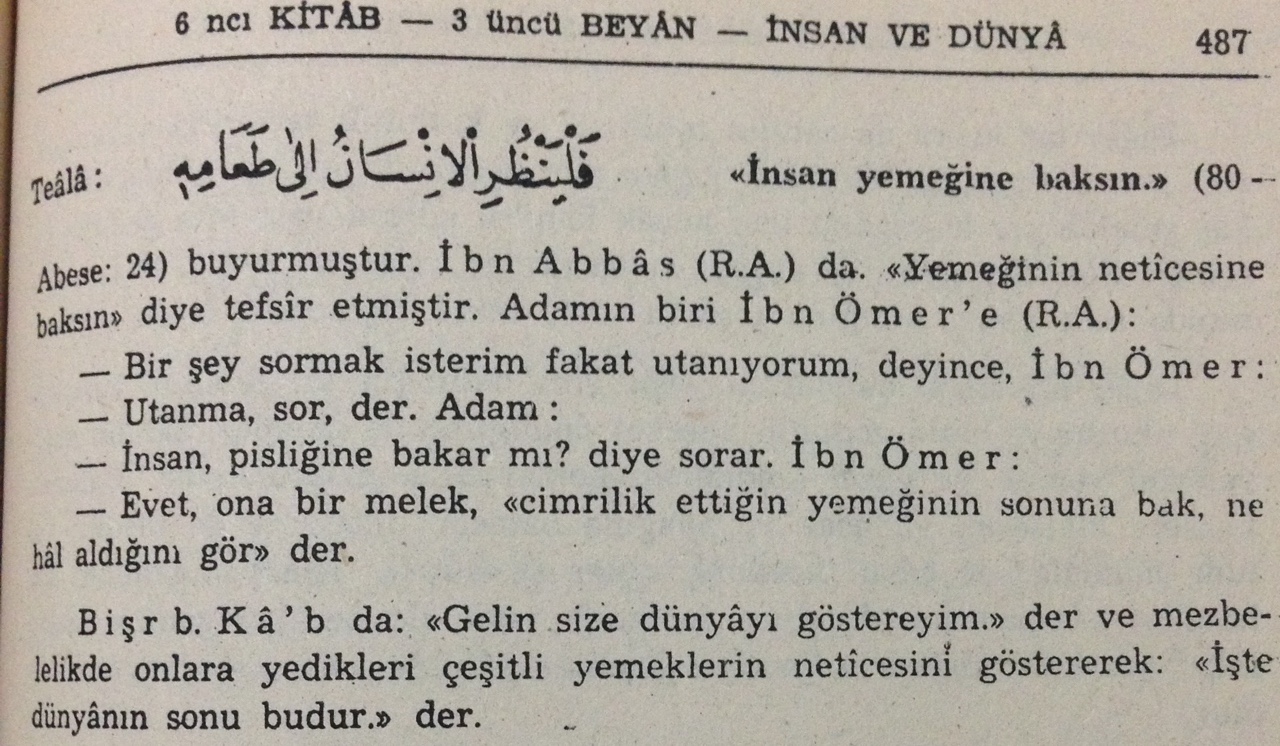 6 ncı KİTÂB — 3 üncü BEYÂN — İNSAN VE DÜNYÂ 487
Teâlâ: فَلْيَنْظُرِ الْاِنْسَانُ اِلٰى طَعَامِهِ «İnsan yemeğine baksın.» (80 -
Abese: 24) buyurmuştur. İbn Abbâs (R.A.) da. «Yemeğinin netîcesine
baksın» diye tefsîr etmiştir. Adamın biri İbn Ömer'e (R.A.):
— Bir şey sormak isterim fakat utanıyorum, deyince, İbn Ömer:
— Utanma, sor, der. Adam:
— İnsan, pisliğine bakar mı? diye sorar. İbn Ömer:
— Evet, ona bir melek, «cimrilik ettiğin yemeğinin sonuna bak, ne
hâl aldığını gör» der.
Bişr b. Kâ'b da: «Gelin size dünyâyı göstereyim.» der ve mezbe-
lelikde onlara yedikleri çeşitli yemeklerin netîcesini göstererek: «İşte
dünyânın sonu budur.» der.